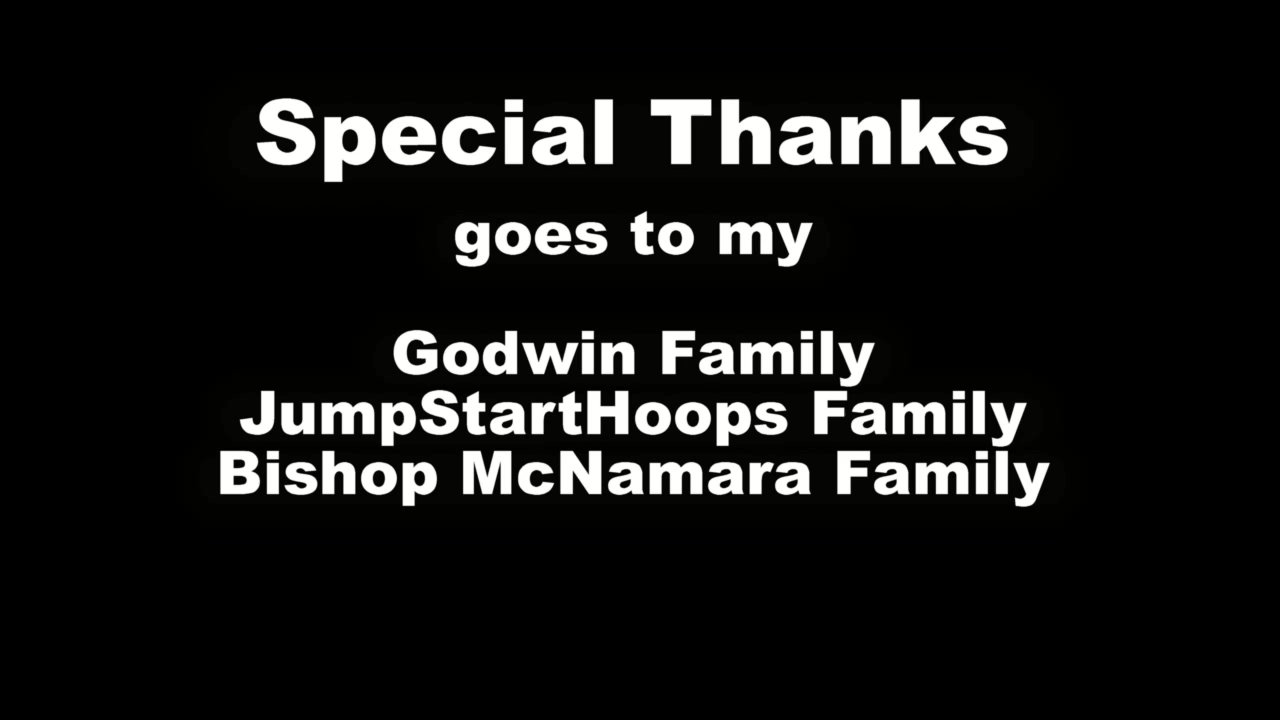 Special Thanks
goes to my
Godwin Family
JumpStartHoops Family
Bishop McNamara Family